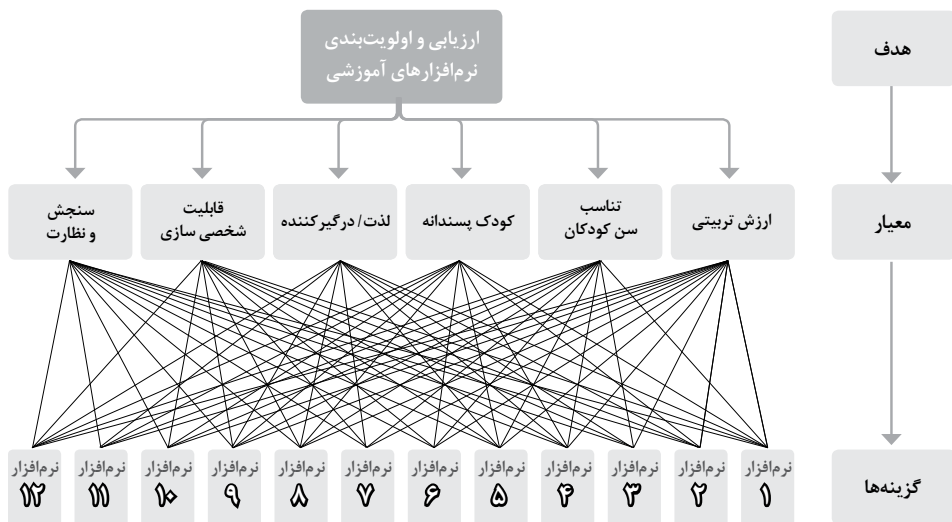 ارزیابی و اولویت‌بندی
نرم‌افزارهای آموزشی
هدف
ارزش تربیتی
تناسب
سن کودکان
کودک پسندانه
لذت/ درگیرکننده
قابلیت
شخصی سازی
سنجش
و نظارت
معیار
نرم‌افزار
۱
نرم‌افزار
۲
نرم‌افزار
۳
نرم‌افزار
۴
نرم‌افزار
۵
نرم‌افزار
۶
نرم‌افزار
۷
نرم‌افزار
۸
نرم‌افزار
۹
نرم‌افزار
۱۰
نرم‌افزار
۱۱
نرم‌افزار
۱۲
گزینه‌ها